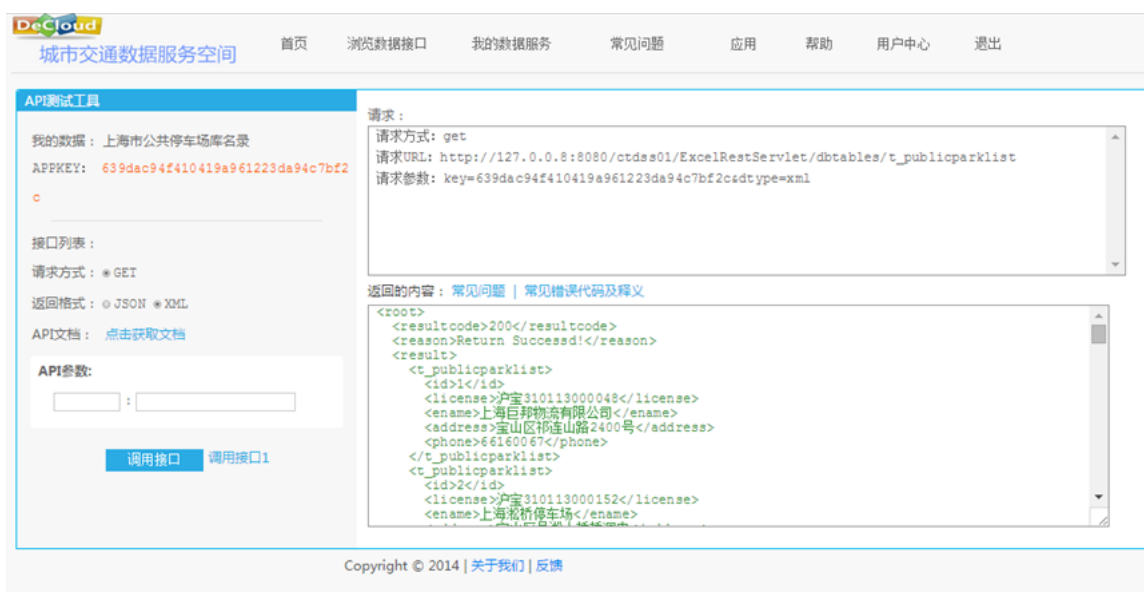 DeCloud
城市交通数据服务空间
首页 浏览数据接口 我的数据服务 常见问题 应用 帮助 用户中心 退出
API测试工具
我的数据： 上海市公共停车场库名录
APPKEY: 639dac94f410419a961223da94c7bf2
c
接口列表：
请求方式： GET
返回格式： JSON XML
API文档： 点击获取文档
API参数:
:
调用接口 调用接口1
请求：
请求方式: get
请求URL: http://127.0.0.8:8080/ctdss01/ExcelRestServlet/dbtables/t_publicparklist
请求参数: key=639dac94f410419a961223da94c7bf2c&dtype=xml
返回的内容： 常见问题 | 常见错误代码及释义
<root>
<resultcode>200</resultcode>
<reason>Return Successd!</reason>
<result>
<t_publicparklist>
<id>1</id>
<license>沪宝310113000048</license>
<ename>上海巨邦物流有限公司</ename>
<address>宝山区祁连山路2400号</address>
<phone>66160067</phone>
</t_publicparklist>
<t_publicparklist>
<id>2</id>
<license>沪宝310113000152</license>
<ename>上海淞桥停车场</ename>
Copyright © 2014 | 关于我们 | 反馈